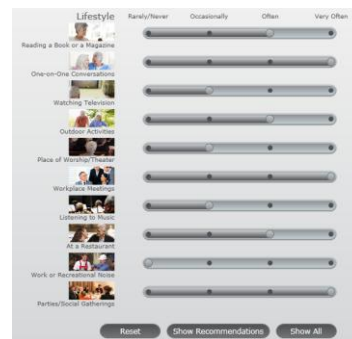 Lifestyle Rarely/Never Occasionally Often Very Often
Reading a Book or a Magazine
One-on-One Conversations
Watching Television
Outdoor Activities
Place of Worship/Theater
Workplace Meetings
Listening to Music
At a Restaurant
Work or Recreational Noise
Parties/Social Gatherings
Reset Show Recommendations Show All